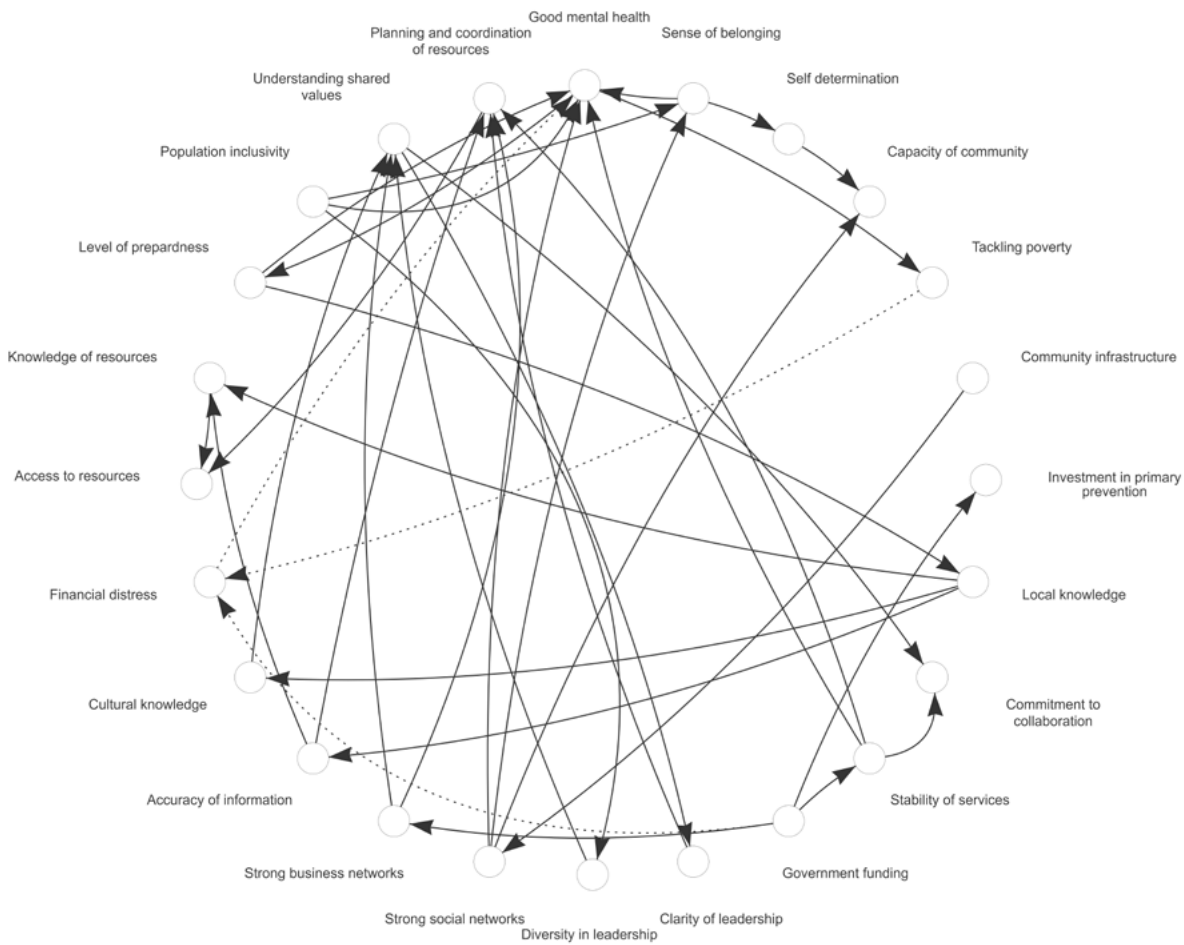 Good mental health
Planning and coordination
of resources
Sense of belonging
Understanding shared
values
Self determination
Population inclusivity
Capacity of community
Level of prepardness
Tackling poverty
Knowledge of resources
Community infrastructure
Access to resources
Investment in primary
prevention
Financial distress
Local knowledge
Cultural knowledge
Commitment to
collaboration
Accuracy of information
Stability of services
Strong business networks
Government funding
Strong social networks
Clarity of leadership
Diversity in leadership